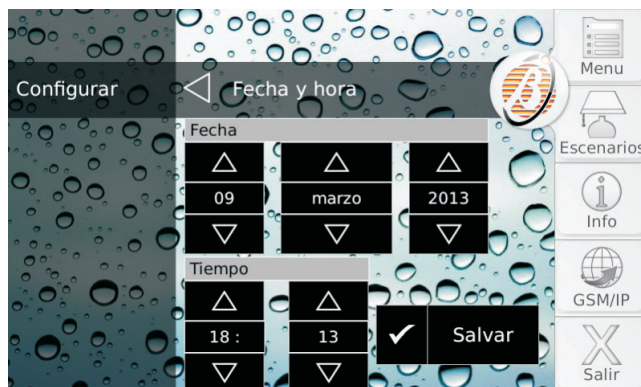 Configurar
Fecha y hora
Fecha
09
marzo
2013
Tiempo
18 :
13
Salvar
Menu
Escenarios
Info
GSM/IP
Salir